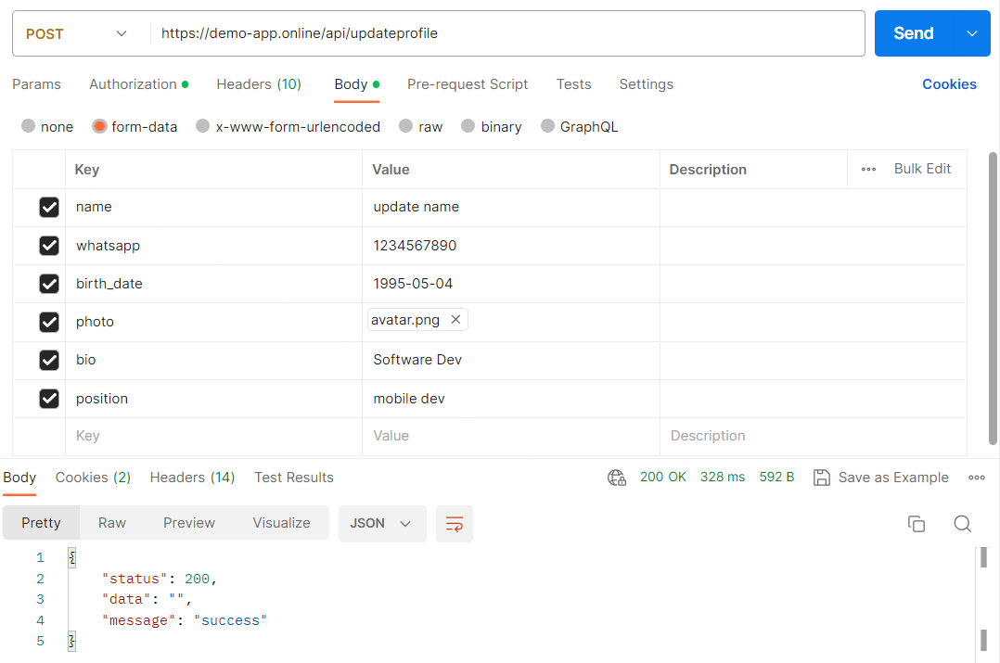 POST https://demo-app.online/api/updateprofile Send
Params Authorization Headers (10) Body Pre-request Script Tests Settings Cookies
none form-data x-www-form-urlencoded raw binary GraphQL
Key Value Description Bulk Edit
name update name
whatsapp 1234567890
birth_date 1995-05-04
photo avatar.png
bio Software Dev
position mobile dev
Key Value Description
Body Cookies (2) Headers (14) Test Results 200 OK 328 ms 592 B Save as Example
Pretty Raw Preview Visualize JSON
1 {
2 "status": 200,
3 "data": "",
4 "message": "success"
5 }